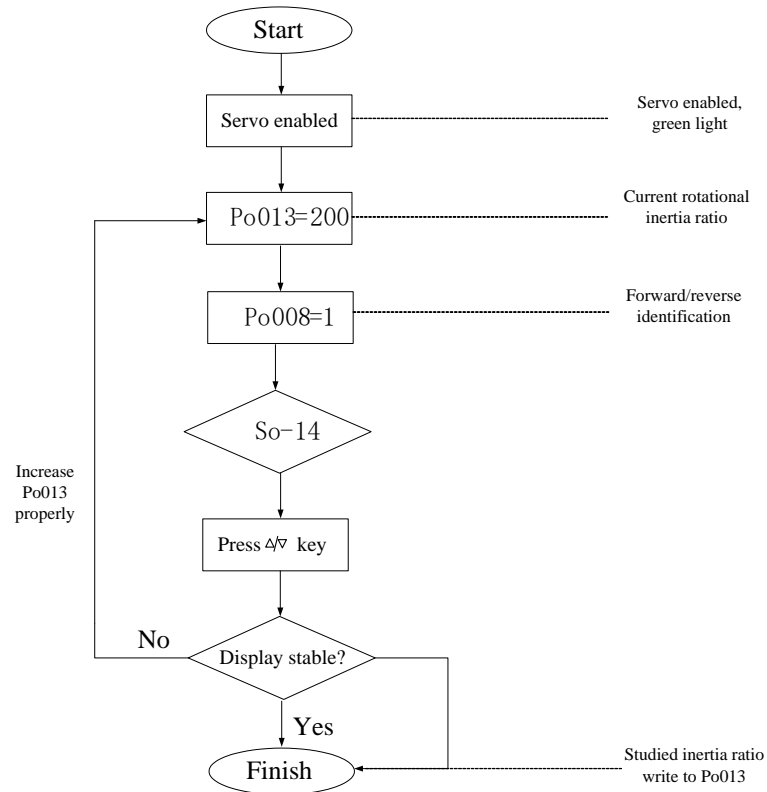 Start
Servo enabled
Servo enabled,
green light
Po013=200
Current rotational
inertia ratio
Po008=1
Forward/reverse
identification
So-14
Increase
Po013
properly
Press △/▽ key
No
Display stable?
Yes
Finish
Studied inertia ratio
write to Po013